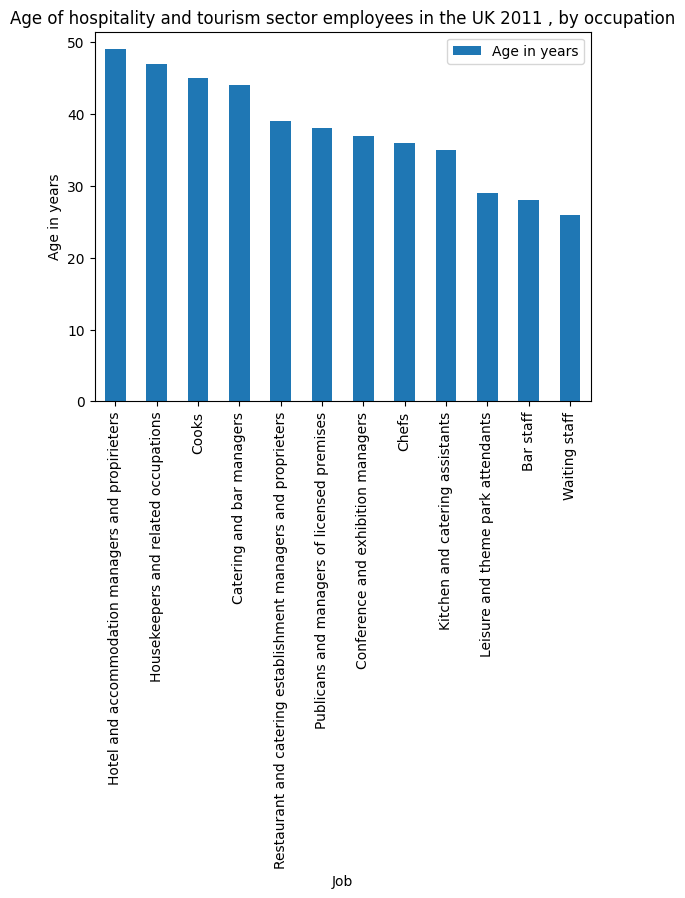 Age of hospitality and tourism sector employees in the UK 2011 , by occupation
Age in years
50
40
30
20
10
0
Age in years
Hotel and accommodation managers and propirieters
Housekeepers and related occupations
Cooks
Catering and bar managers
Restaurant and catering establishment managers and proprieters
Publicans and managers of licensed premises
Conference and exhibition managers
Chefs
Kitchen and catering assistants
Leisure and theme park attendants
Bar staff
Waiting staff
Job